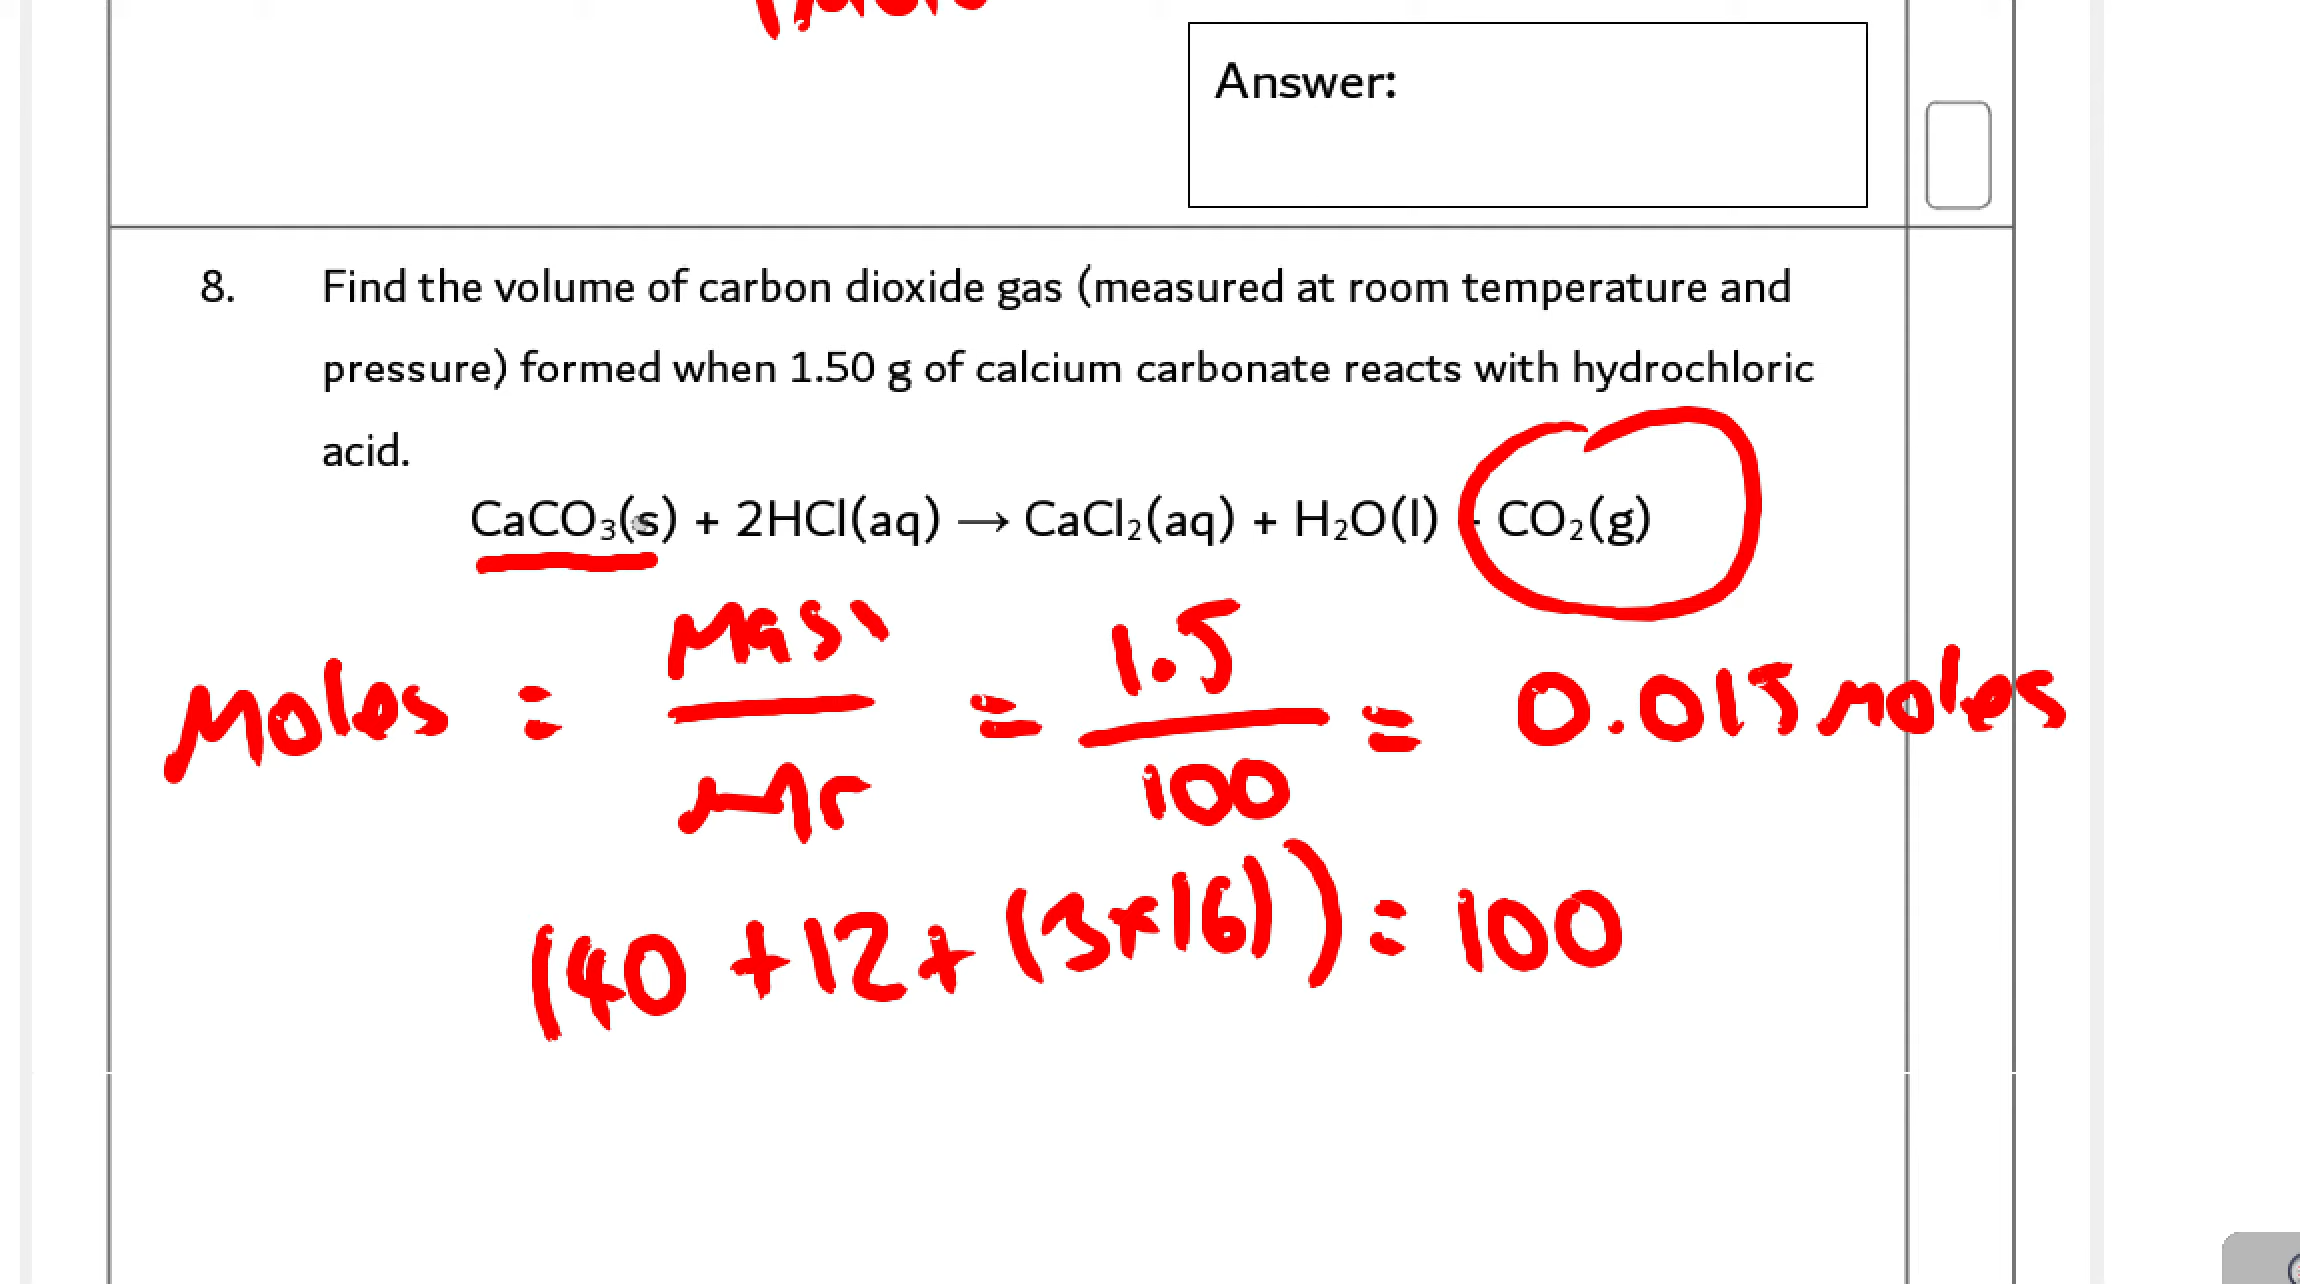 Answer:
8. Find the volume of carbon dioxide gas (measured at room temperature and
pressure) formed when 1.50 g of calcium carbonate reacts with hydrochloric
acid.
CaCO₃(s) + 2HCl(aq) → CaCl₂(aq) + H₂O(l) + CO₂(g)
Moles = Mass / Mr = 1.5 / 100 = 0.015 moles
(40 + 12 + (3×16)) = 100